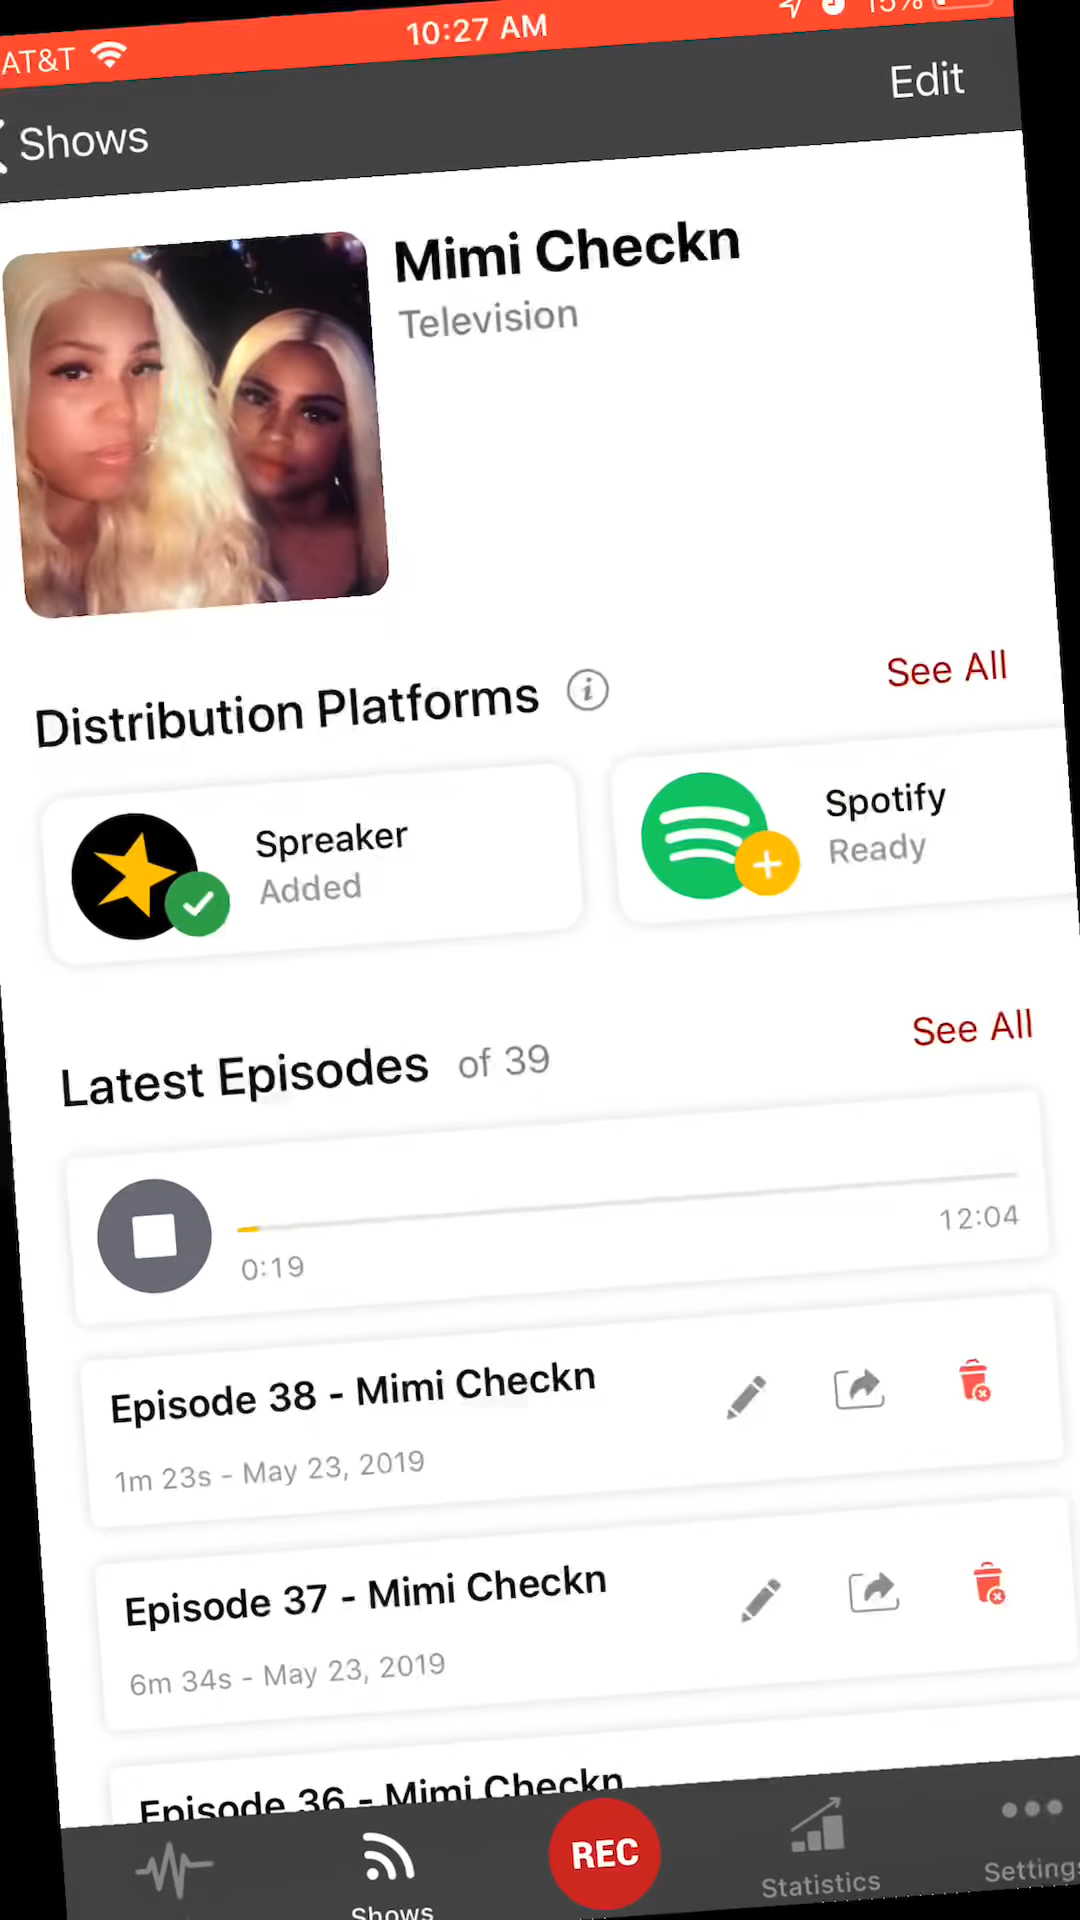 AT&T 10:27 AM 15%
Shows Edit
Mimi Checkn
Television
Distribution Platforms See All
Spreaker
Added
Spotify
Ready
Latest Episodes of 39 See All
0:19 12:04
Episode 38 - Mimi Checkn
1m 23s - May 23, 2019
Episode 37 - Mimi Checkn
6m 34s - May 23, 2019
Episode 36 - Mimi Checkn
REC
Shows Statistics Settings